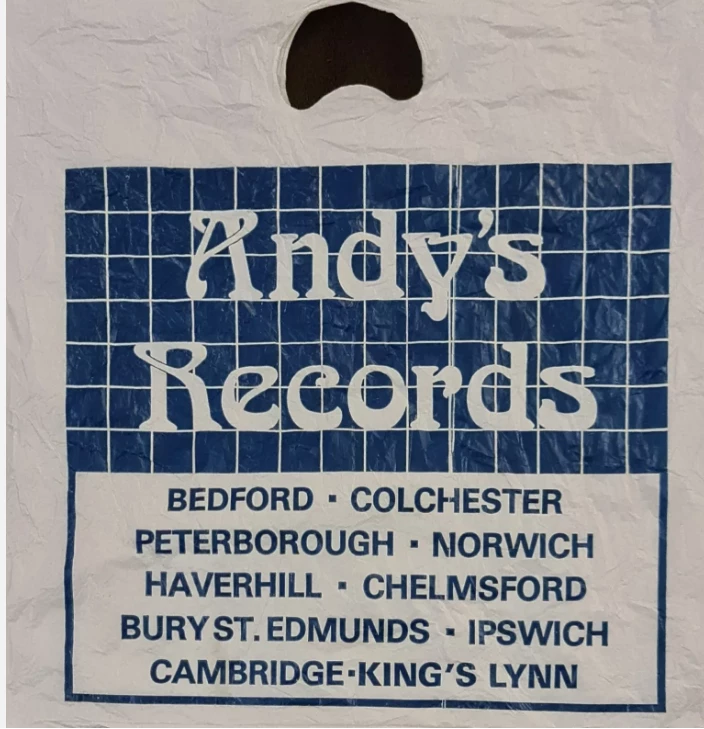 Andy's
Records
BEDFORD · COLCHESTER
PETERBOROUGH · NORWICH
HAVERHILL · CHELMSFORD
BURY ST. EDMUNDS · IPSWICH
CAMBRIDGE·KING'S LYNN